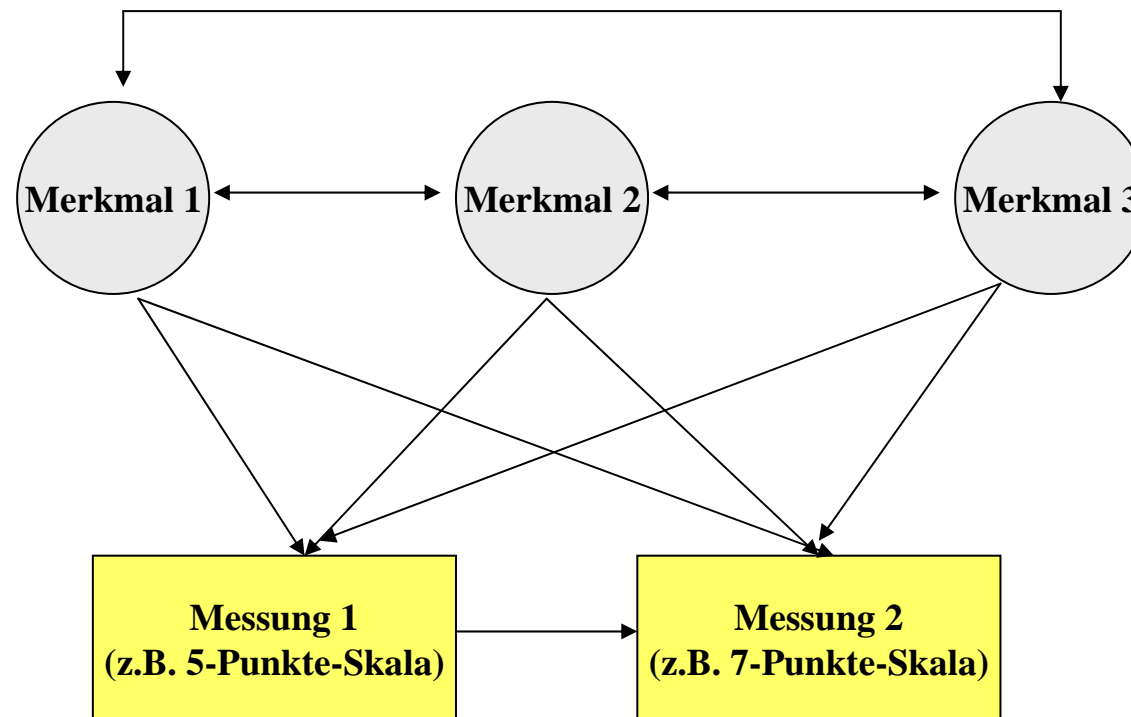 Merkmal 1
Merkmal 2
Merkmal 3
Messung 1
(z.B. 5-Punkte-Skala)
Messung 2
(z.B. 7-Punkte-Skala)